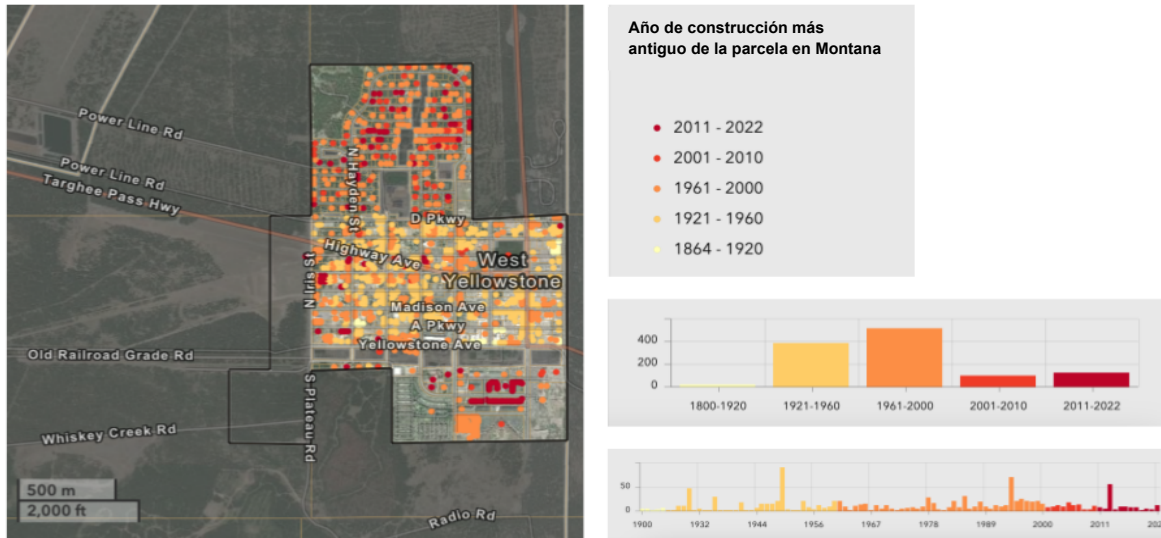 Power Line Rd
Power Line Rd
Targhee Pass Hwy
N Hayden St
D Pkwy
Highway Ave
West
Yellowstone
N Iris St
Madison Ave
A Pkwy
Yellowstone Ave
Old Railroad Grade Rd
S Plateau Rd
Whiskey Creek Rd
Radio Rd
500 m
2,000 ft
Año de construcción más
antiguo de la parcela en Montana
2011 - 2022
2001 - 2010
1961 - 2000
1921 - 1960
1864 - 1920
400
200
0
1800-1920
1921-1960
1961-2000
2001-2010
2011-2022
50
0
1900
1932
1944
1956
1967
1978
1989
2000
2011